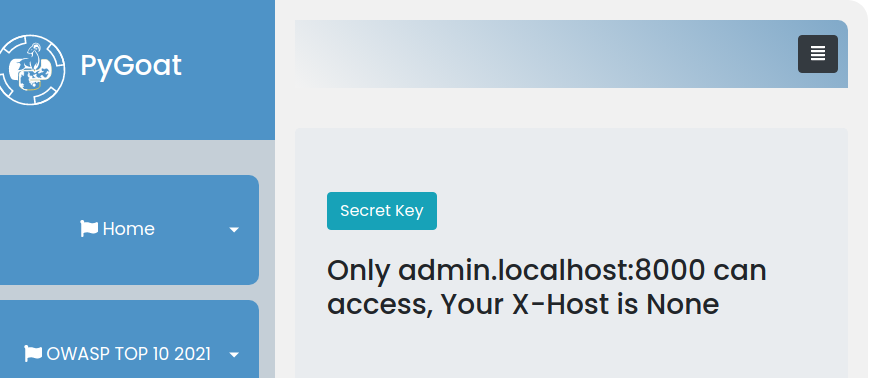 PyGoat
Secret Key
Home
Only admin.localhost:8000 can
access, Your X-Host is None
OWASP TOP 10 2021